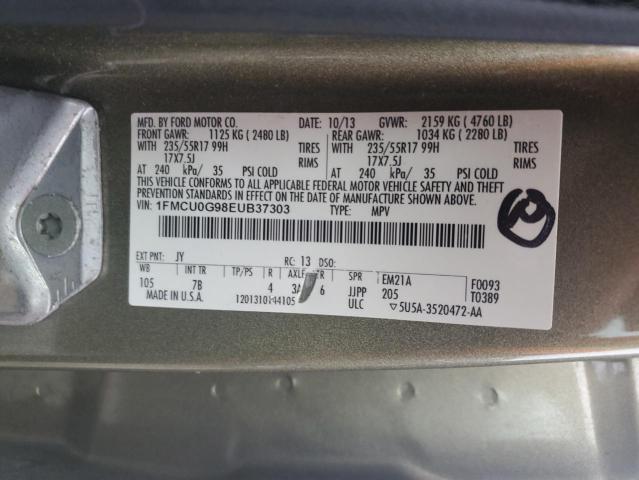 MFD. BY FORD MOTOR CO. DATE: 10/13 GVWR: 2159 KG ( 4760 LB)
FRONT GAWR: 1125 KG ( 2480 LB) REAR GAWR: 1034 KG ( 2280 LB)
WITH 235/55R17 99H TIRES WITH 235/55R17 99H TIRES
17X7.5J RIMS 17X7.5J RIMS
AT 240 kPa/ 35 PSI COLD AT 240 kPa/ 35 PSI COLD
THIS VEHICLE CONFORMS TO ALL APPLICABLE FEDERAL MOTOR VEHICLE SAFETY AND THEFT
PREVENTION STANDARDS IN EFFECT ON THE DATE OF MANUFACTURE SHOWN ABOVE.
VIN: 1FMCU0G98EUB37303 TYPE: MPV
EXT PNT: JY RC: 13 DSO:
WB INT TR TP/PS R AXLE TR SPR EM21A F0093
105 7B 4 6 JJPP 205 T0389
MADE IN U.S.A. ULC ▽5U5A-3520472-AA